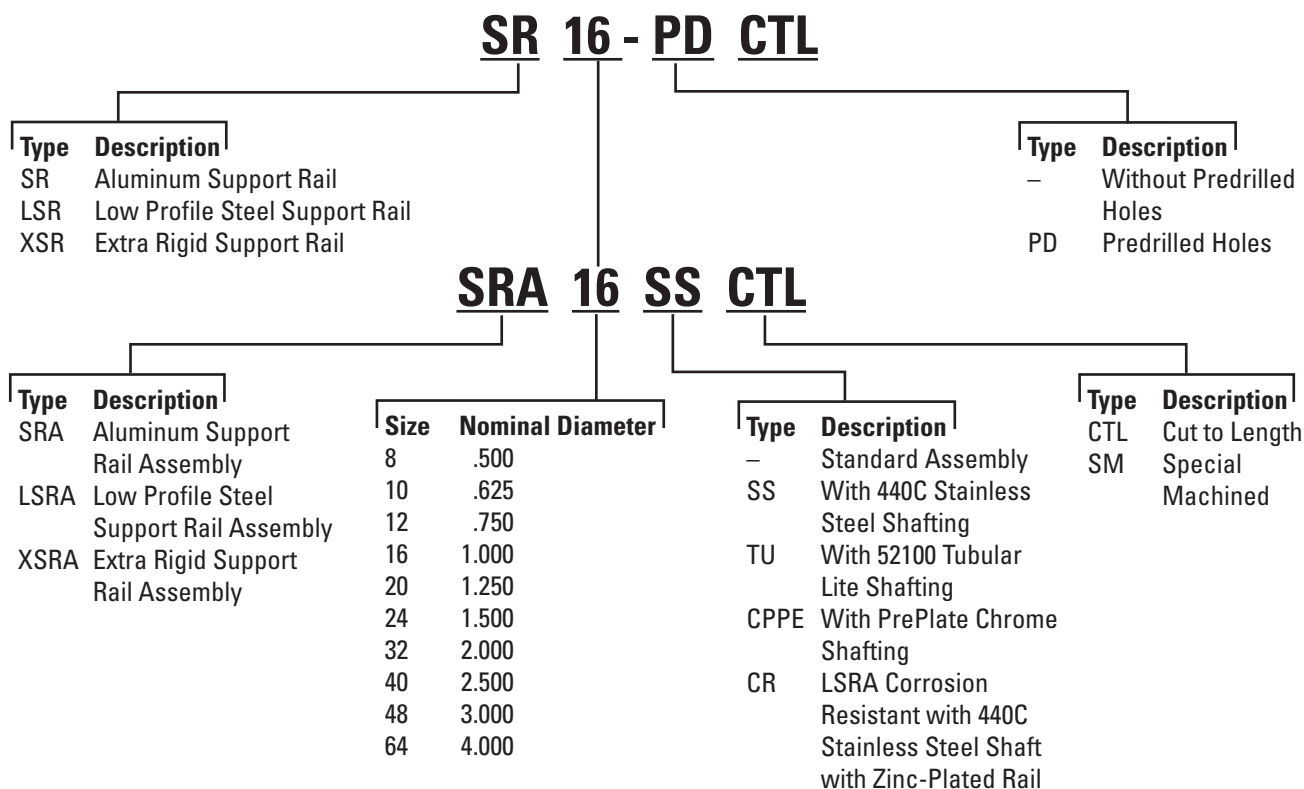 SR 16 - PD CTL
Type Description
SR Aluminum Support Rail
LSR Low Profile Steel Support Rail
XSR Extra Rigid Support Rail
Type Description
– Without Predrilled
Holes
PD Predrilled Holes
SRA 16 SS CTL
Type Description
SRA Aluminum Support
Rail Assembly
LSRA Low Profile Steel
Support Rail Assembly
XSRA Extra Rigid Support
Rail Assembly
Size Nominal Diameter
8 .500
10 .625
12 .750
16 1.000
20 1.250
24 1.500
32 2.000
40 2.500
48 3.000
64 4.000
Type Description
– Standard Assembly
SS With 440C Stainless
Steel Shafting
TU With 52100 Tubular
Lite Shafting
CPPE With PrePlate Chrome
Shafting
CR LSRA Corrosion
Resistant with 440C
Stainless Steel Shaft
with Zinc-Plated Rail
Type Description
CTL Cut to Length
SM Special
Machined